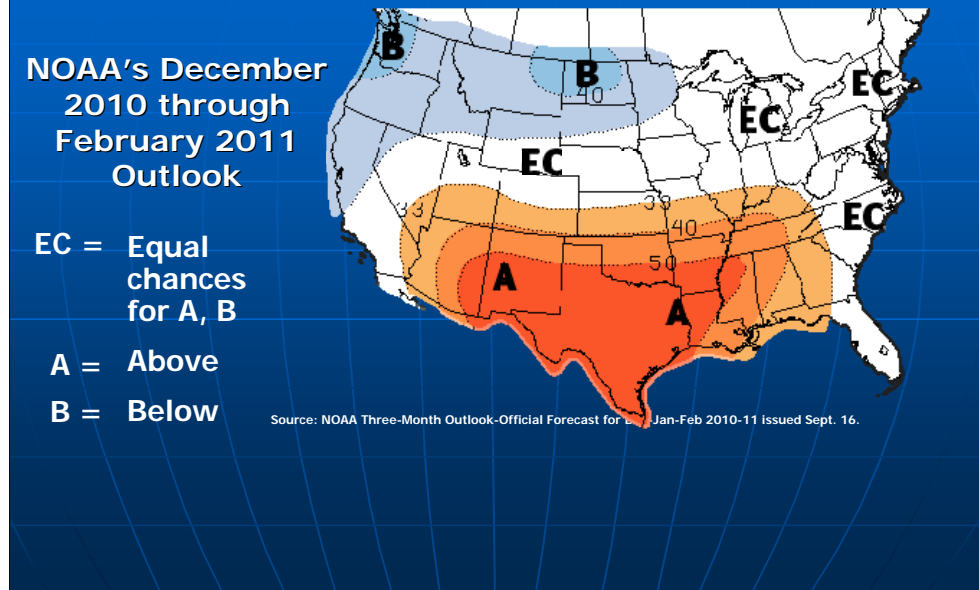 NOAA's December
2010 through
February 2011
Outlook
EC = Equal
chances
for A, B
A = Above
B = Below
B
B
40
EC
EC
EC
EC
33
33
40
50
A
A
Source: NOAA Three-Month Outlook-Official Forecast for Jan-Feb 2010-11 issued Sept. 16.